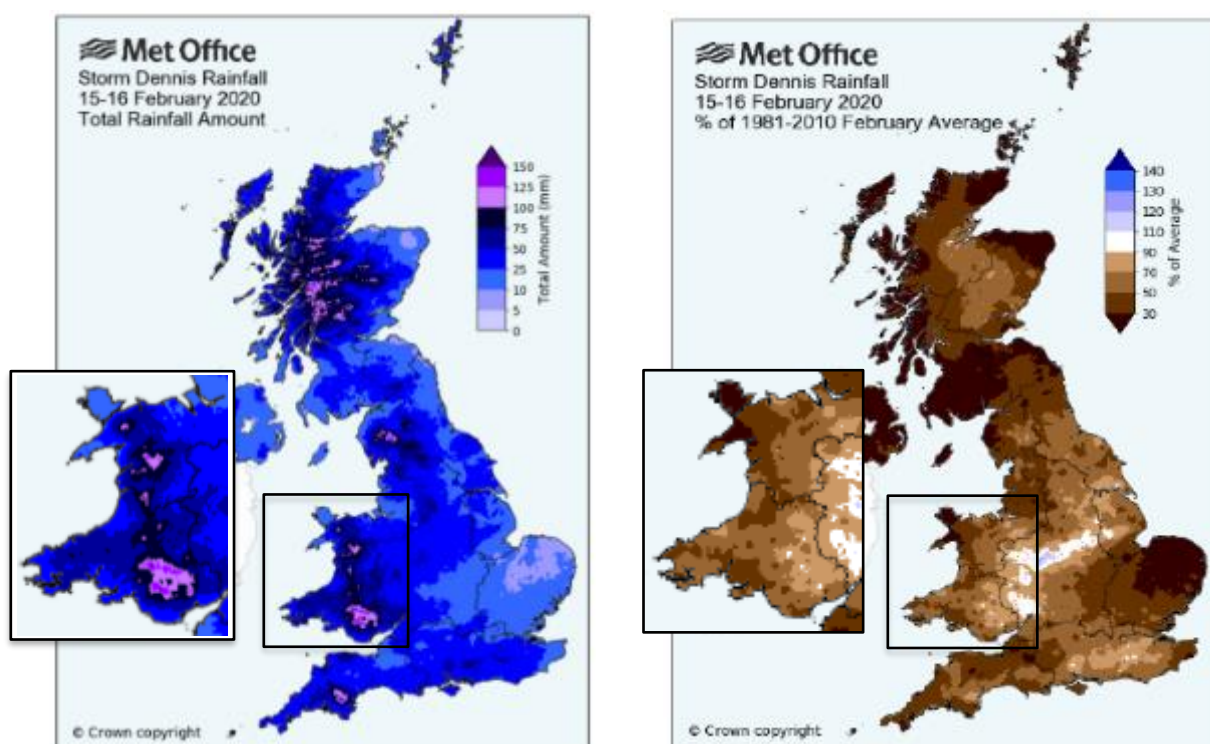 Met Office
Storm Dennis Rainfall
15-16 February 2020
Total Rainfall Amount
150
125
100
75
50
25
10
5
0
Total Amount (mm)
© Crown copyright
Met Office
Storm Dennis Rainfall
15-16 February 2020
% of 1981-2010 February Average
140
130
120
110
90
70
50
30
% of Average
© Crown copyright